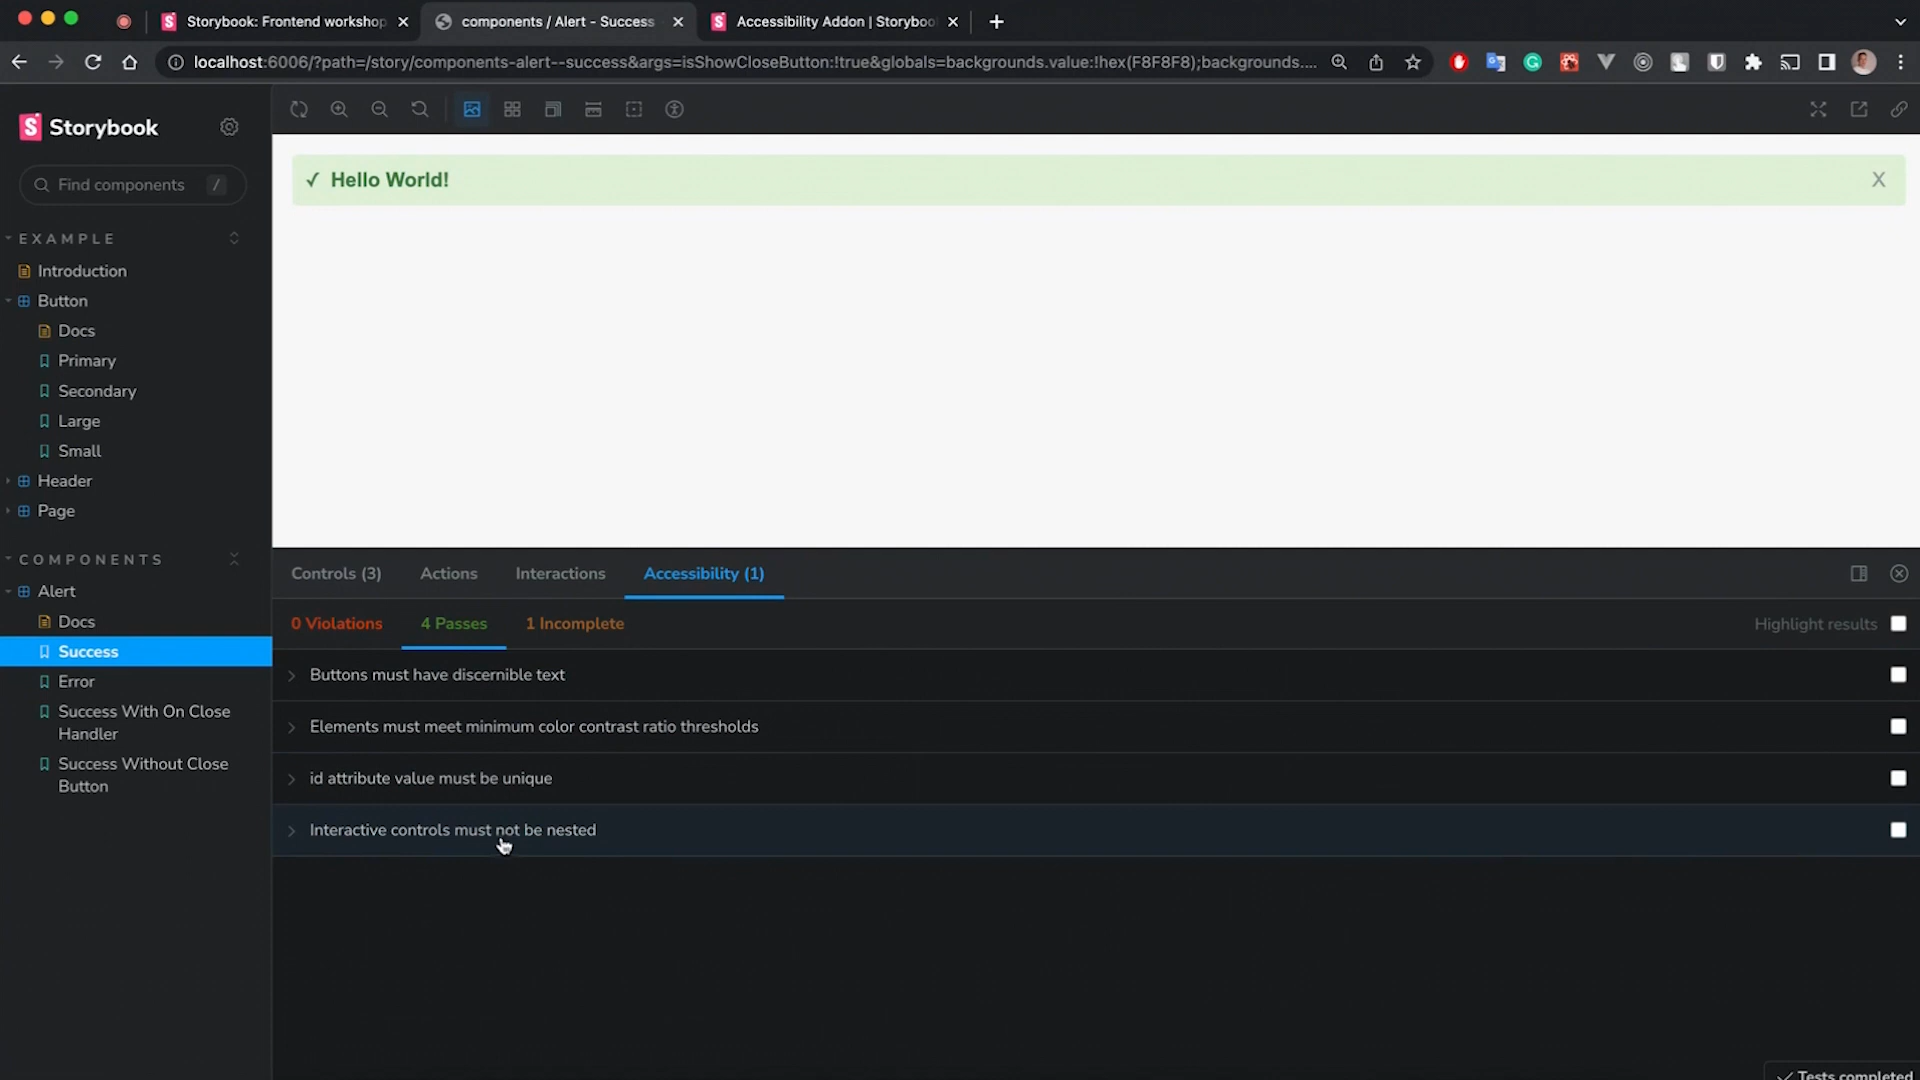 Storybook: Frontend workshop
components / Alert - Success
Accessibility Addon | Storyboo
localhost:6006/?path=/story/components-alert--success&args=isShowCloseButton:!true&globals=backgrounds.value:!hex(F8F8F8);backgrounds....
Storybook
Find components /
EXAMPLE
Introduction
Button
Docs
Primary
Secondary
Large
Small
Header
Page
COMPONENTS
Alert
Docs
Success
Error
Success With On Close
Handler
Success Without Close
Button
✓ Hello World! X
Controls (3) Actions Interactions Accessibility (1)
0 Violations 4 Passes 1 Incomplete Highlight results
Buttons must have discernible text
Elements must meet minimum color contrast ratio thresholds
id attribute value must be unique
Interactive controls must not be nested
Tests completed